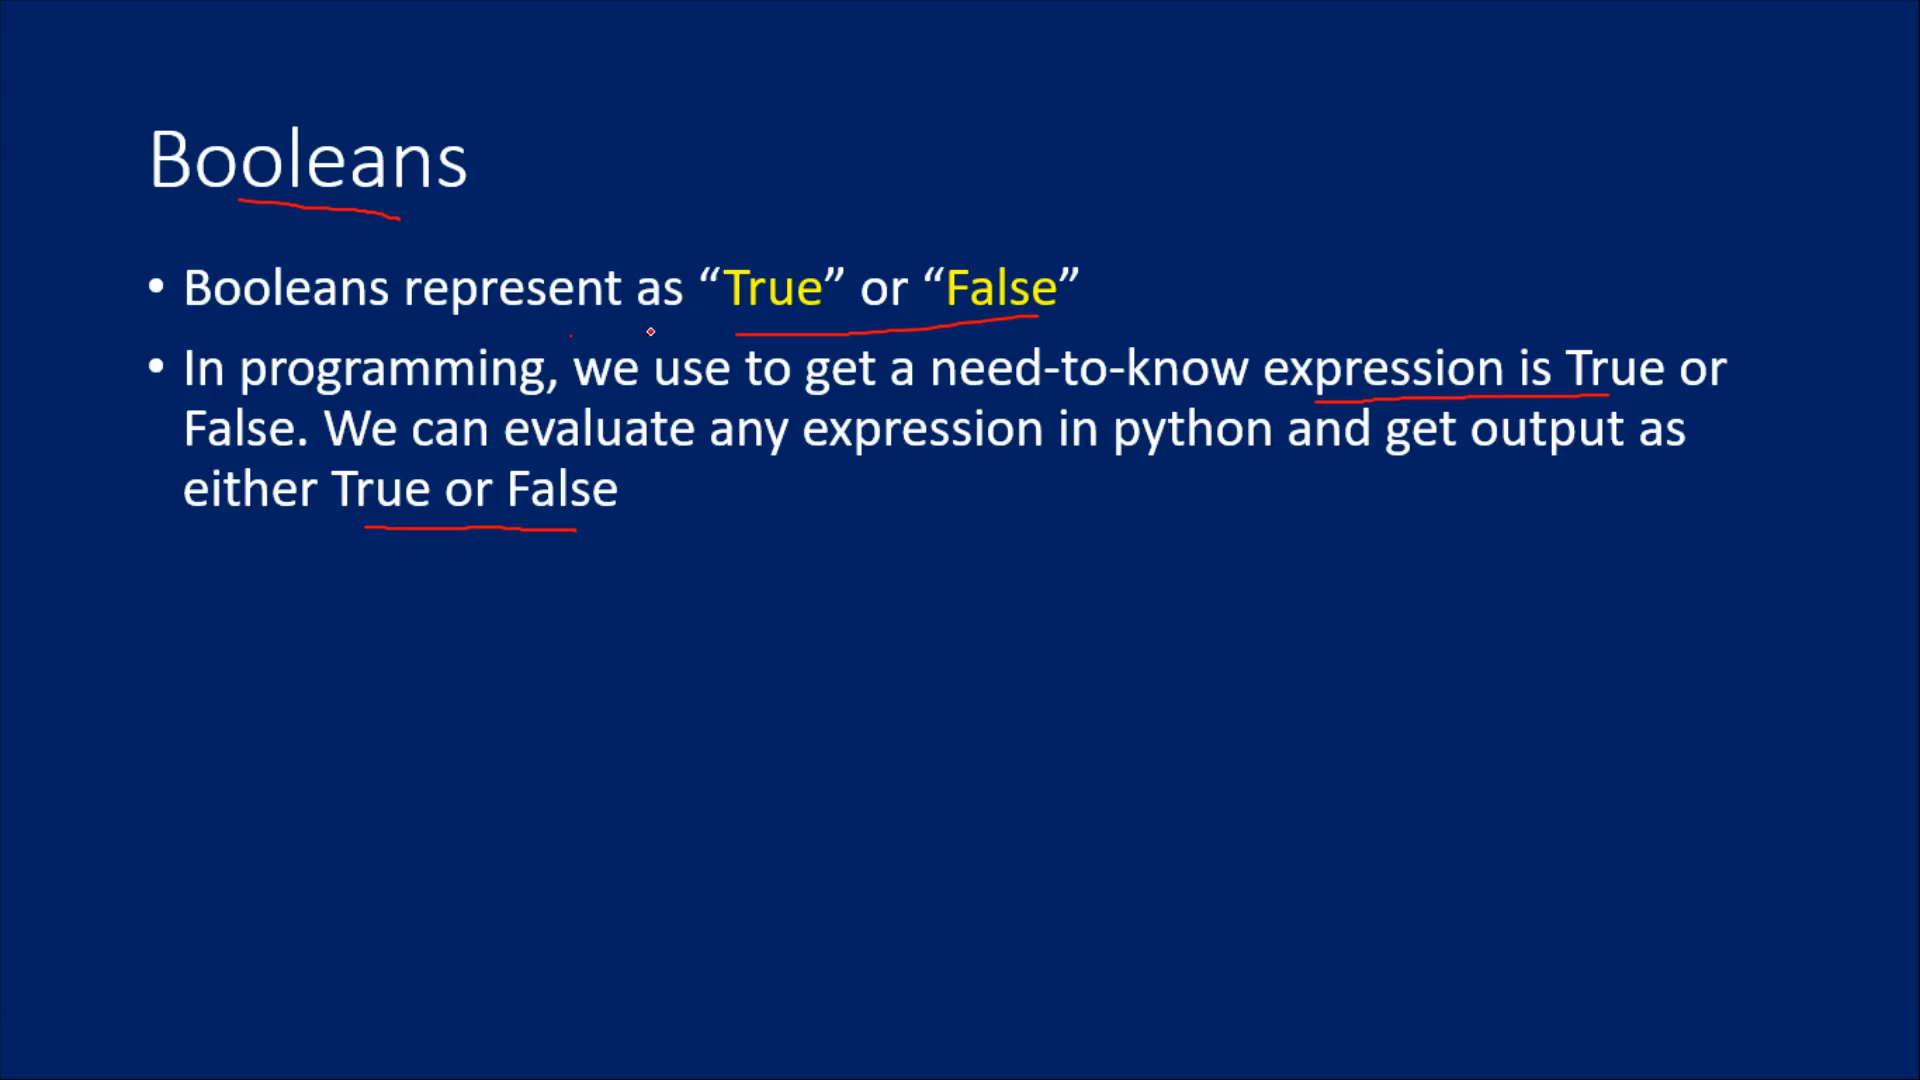 Booleans
• Booleans represent as “True” or “False”
• In programming, we use to get a need-to-know expression is True or
False. We can evaluate any expression in python and get output as
either True or False